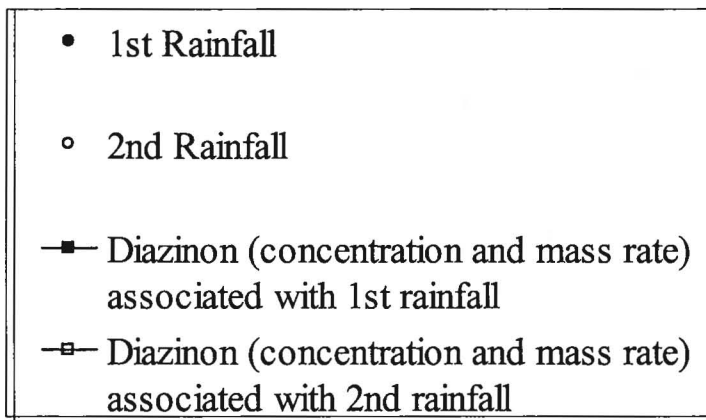 1st Rainfall
2nd Rainfall
Diazinon (concentration and mass rate)
associated with 1st rainfall
Diazinon (concentration and mass rate)
associated with 2nd rainfall